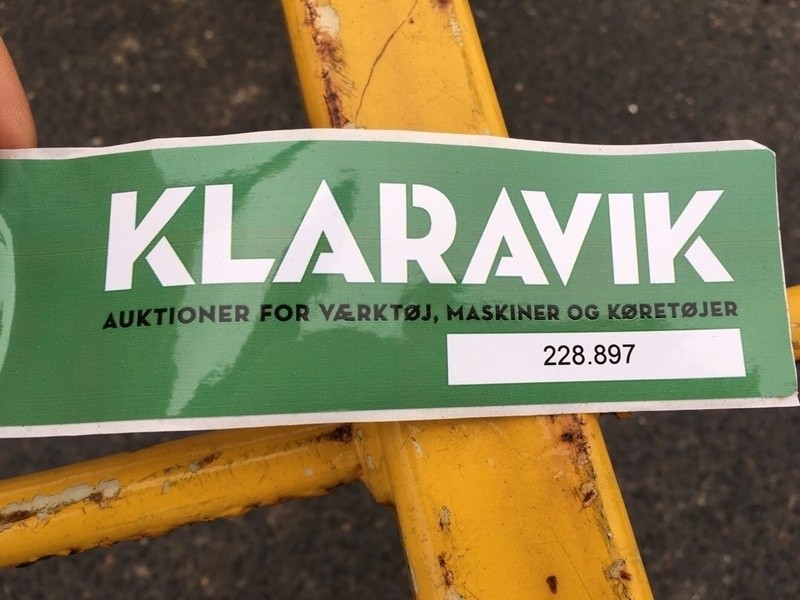 KLARAVIK
AUKTIONER FOR VÆRKTØJ, MASKINER OG KØRETØJER
228.897